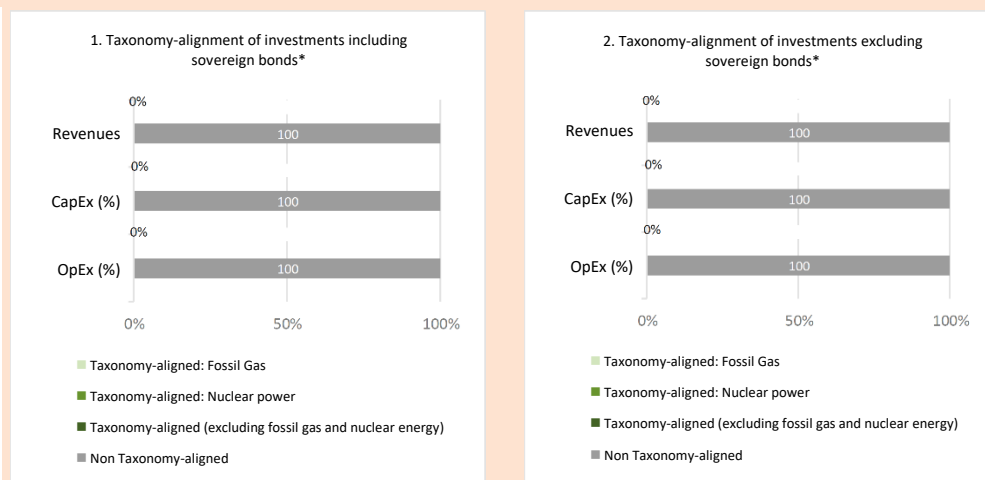 1. Taxonomy-alignment of investments including
sovereign bonds*
0%
Revenues
100
0%
CapEx (%)
100
0%
OpEx (%)
100
0%
50%
100%
Taxonomy-aligned: Fossil Gas
Taxonomy-aligned: Nuclear power
Taxonomy-aligned (excluding fossil gas and nuclear energy)
Non Taxonomy-aligned
2. Taxonomy-alignment of investments excluding
sovereign bonds*
0%
Revenues
100
0%
CapEx (%)
100
0%
OpEx (%)
100
0%
50%
100%
Taxonomy-aligned: Fossil Gas
Taxonomy-aligned: Nuclear power
Taxonomy-aligned (excluding fossil gas and nuclear energy)
Non Taxonomy-aligned